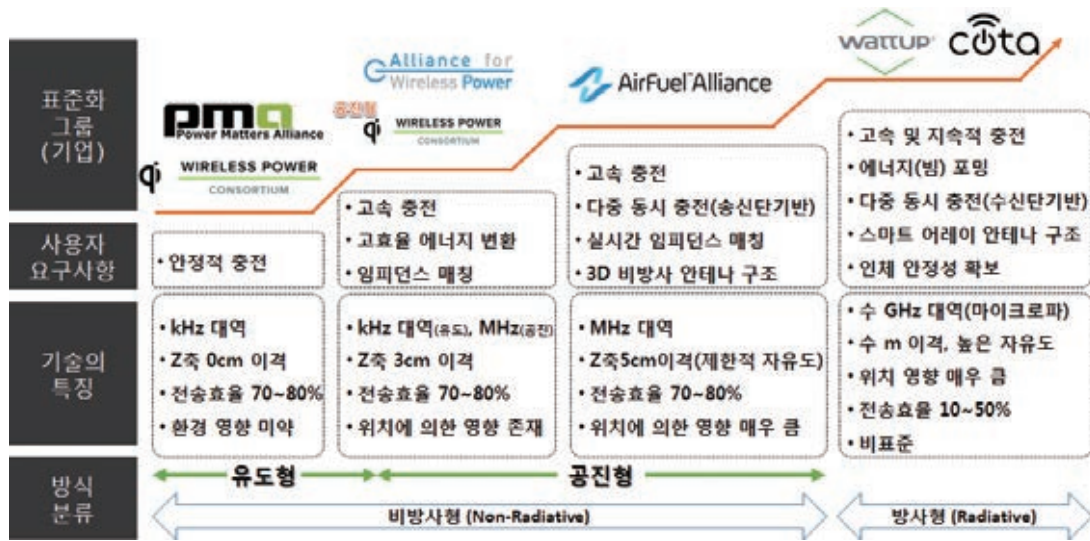 표준화
그룹
(기업)
pma
Power Matters Alliance
qi WIRELESS POWER
CONSORTIUM
Alliance for
Wireless Power
공진형
qi WIRELESS POWER
CONSORTIUM
AirFuel Alliance
WATTUP
cota
사용자
요구사항
• 안정적 충전
• 고속 충전
• 고효율 에너지 변환
• 임피던스 매칭
• 고속 충전
• 다중 동시 충전(송신단기반)
• 실시간 임피던스 매칭
• 3D 비방사 안테나 구조
• 고속 및 지속적 충전
• 에너지(빔) 포밍
• 다중 동시 충전(수신단기반)
• 스마트 어레이 안테나 구조
• 인체 안정성 확보
기술의
특징
• kHz 대역
• Z축 0cm 이격
• 전송효율 70~80%
• 환경 영향 미약
• kHz 대역(유도), MHz(공진)
• Z축 3cm 이격
• 전송효율 70~80%
• 위치에 의한 영향 존재
• MHz 대역
• Z축5cm이격(제한적 자유도)
• 전송효율 70~80%
• 위치에 의한 영향 매우 큼
• 수 GHz 대역(마이크로파)
• 수 m 이격, 높은 자유도
• 위치 영향 매우 큼
• 전송효율 10~50%
• 비표준
방식
분류
유도형
공진형
비방사형 (Non-Radiative)
방사형 (Radiative)